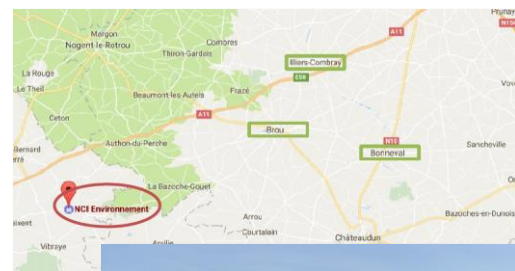 Margon
Nogent-le-Rotrou
Thiron-Gardais
Combres
A11
N154
Illiers-Combray
E50
La Rouge
Le Theil
Beaumont-les-Autels
Frazé
Ceton
A11
Brou
N10
Authon-du-Perche
Bonneval
Sancheville
La Bazoche-Gouet
NCI Environnement
Arrou
Bazoches-en-Dunois
Courtalain
Châteaudun
Vibraye